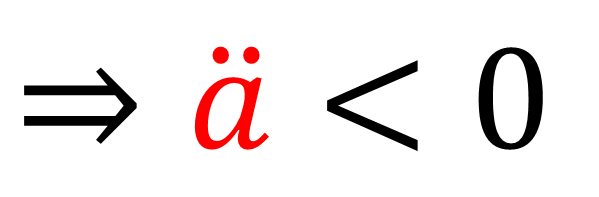 ⇒ ä < 0